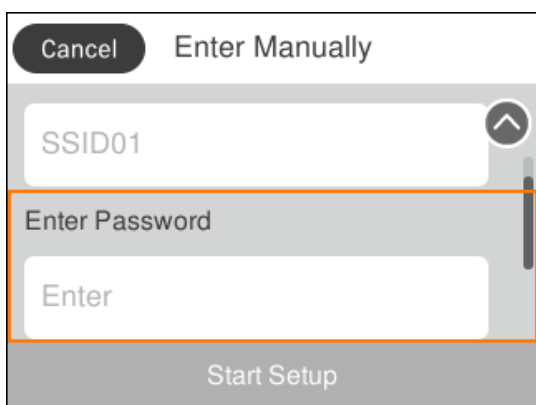 Cancel Enter Manually
SSID01
Enter Password
Enter
Start Setup